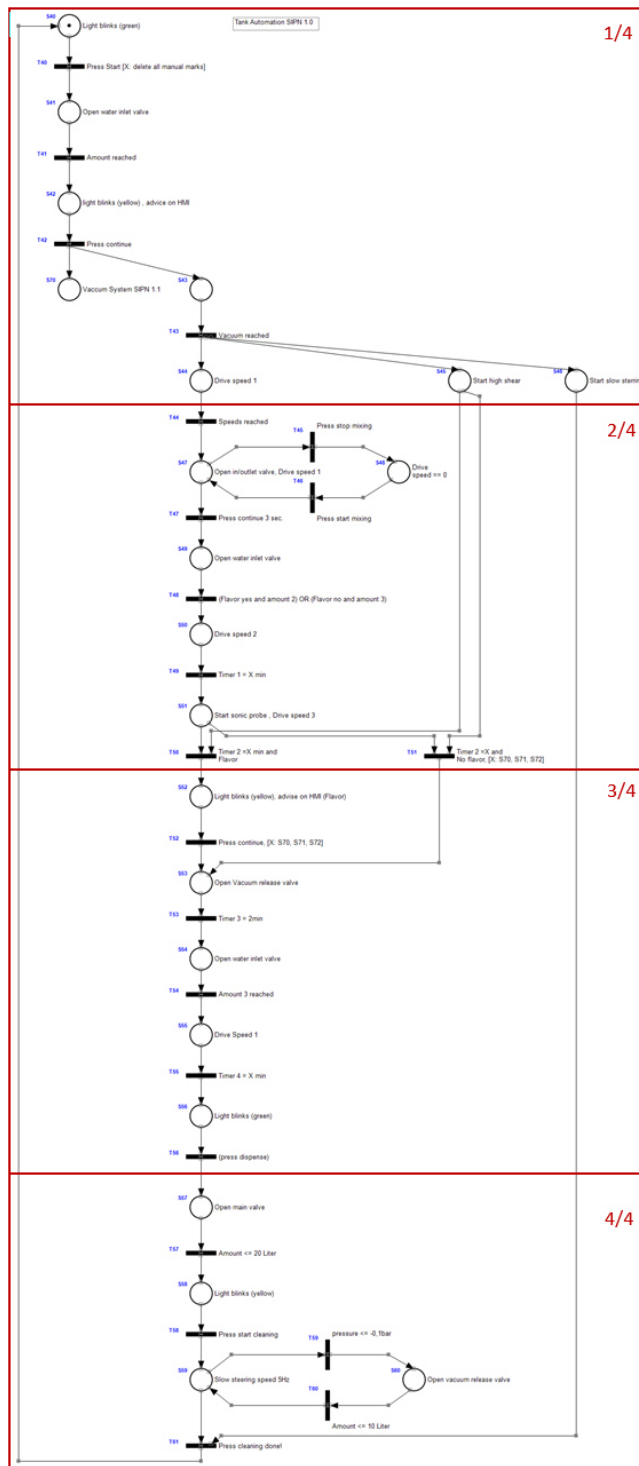 S40
Light blinks (green)
Tank Automation SIPN 1.0
1/4
T40
Press Start [X: delete all manual marks]
S41
Open water inlet valve
T41
Amount reached
S42
light blinks (yellow) , advice on HMI
T42
Press continue
S70
Vaccum System SIPN 1.1
S43
T43
Vacuum reached
S44
Drive speed 1
S45
Start high shear
Start slow sterrin
2/4
T44
Speeds reached
T45
Press stop mixing
S47
Open in/outlet valve, Drive speed 1
S48
Drive
speed == 0
T46
Press start mixing
T47
Press continue 3 sec.
S49
Open water inlet valve
T48
(Flavor yes and amount 2) OR (Flavor no and amount 3)
S50
Drive speed 2
T49
Timer 1 = X min
S51
Start sonic probe , Drive speed 3
T50
Timer 2 =X min and
Flavor
T51
Timer 2 =X and
No flavor, [X: S70, S71, S72]
3/4
S52
Light blinks (yellow), advise on HMI (Flavor)
T52
Press continue, [X: S70, S71, S72]
S53
Open Vacuum release valve
T53
Timer 3 = 2min
S54
Open water inlet valve
T54
Amount 3 reached
S55
Drive Speed 1
T55
Timer 4 = X min
S56
Light blinks (green)
T56
(press dispense)
4/4
S57
Open main valve
T57
Amount <= 20 Liter
S58
Light blinks (yellow)
T58
Press start cleaning
T59
pressure <= -0,1bar
S59
Slow steering speed 5Hz
S60
Open vacuum release valve
T60
Amount <= 10 Liter
T61
Press cleaning done!